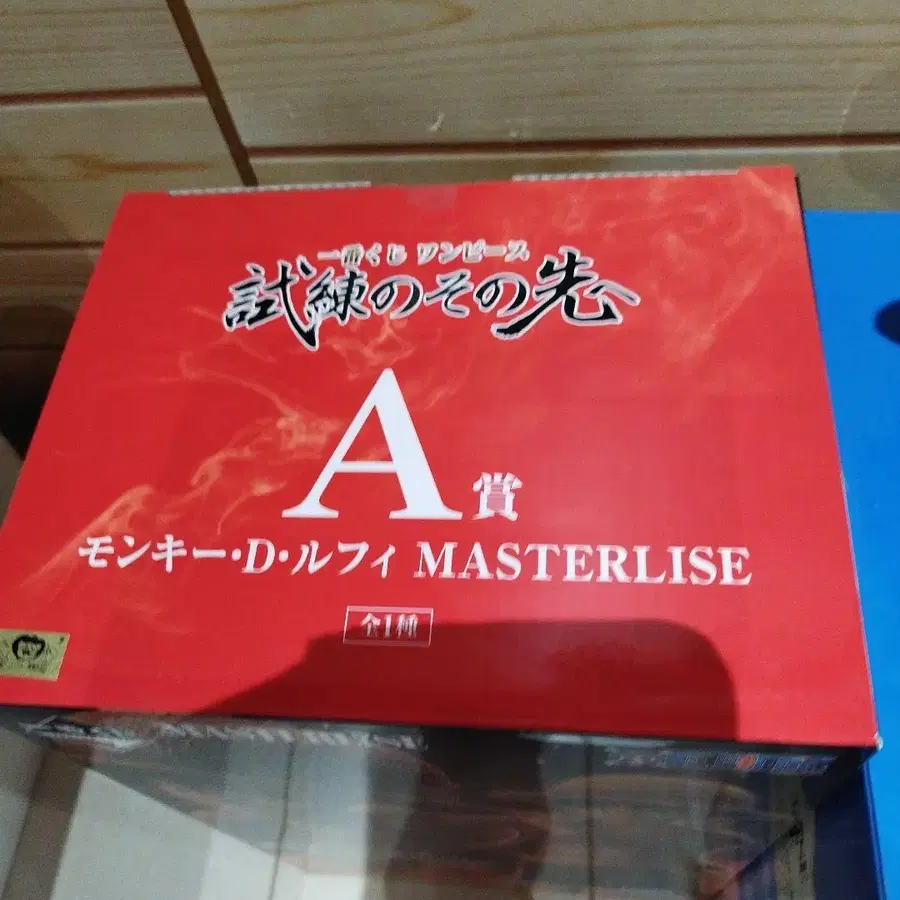 一番くじ ワンピース
試練のその先
A賞
モンキー・D・ルフィ MASTERLISE
全1種
MASTERLISE